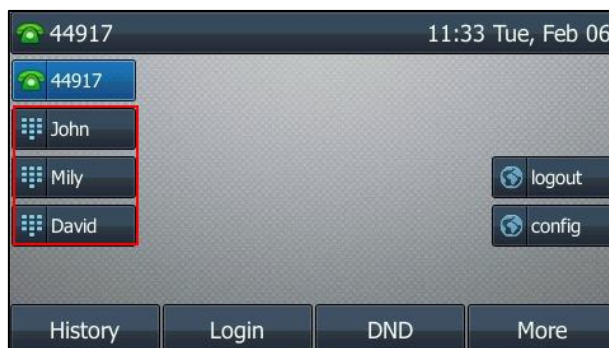 44917 11:33 Tue, Feb 06
44917
John
Mily
logout
David
config
History Login DND More